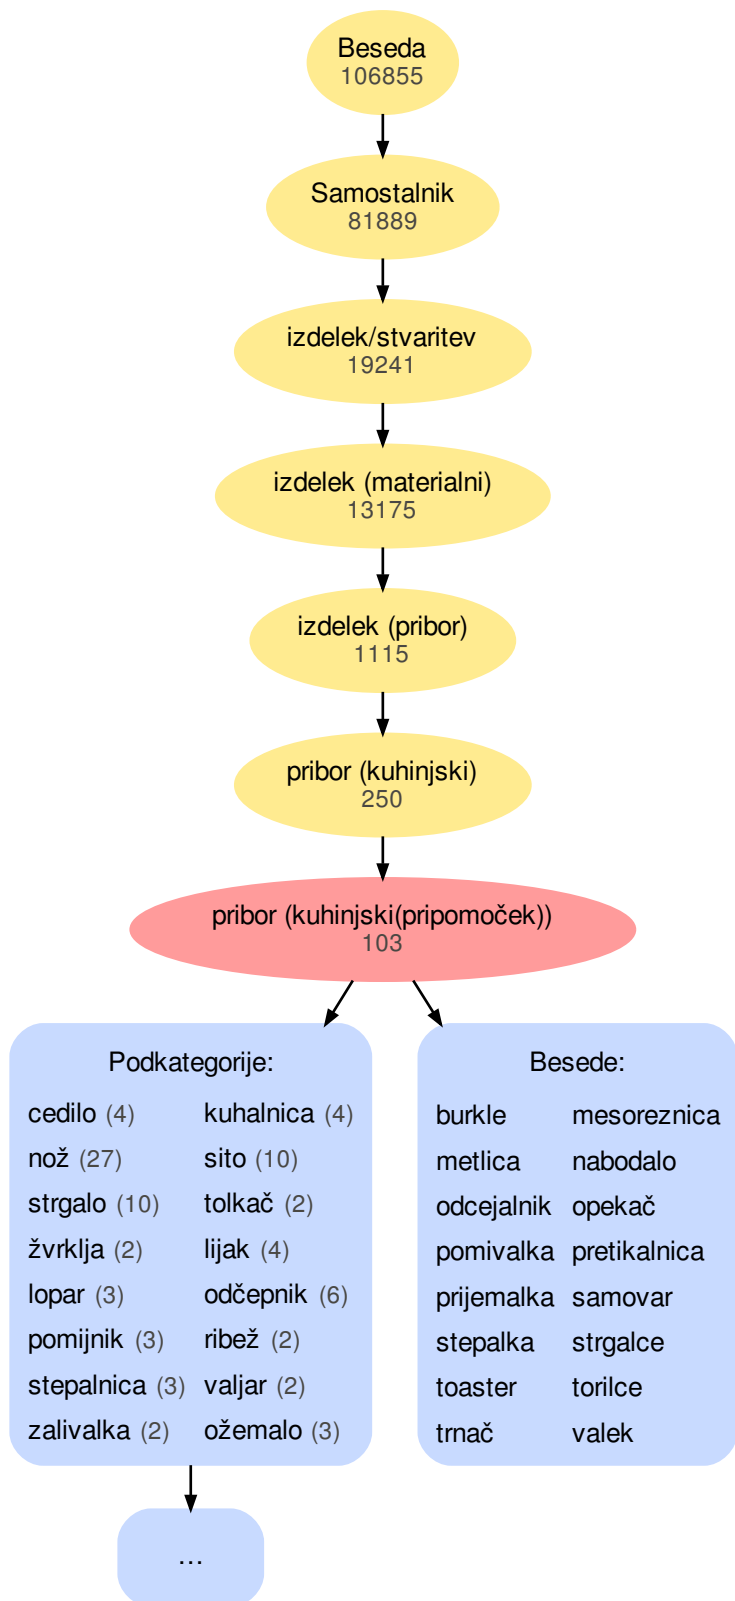 Beseda
106855
Samostalnik
81889
izdelek/stvaritev
19241
izdelek (materialni)
13175
izdelek (pribor)
1115
pribor (kuhinjski)
250
pribor (kuhinjski(pripomoček))
103
Podkategorije:
cedilo (4) kuhalnica (4)
nož (27) sito (10)
strgalo (10) tolkač (2)
žvrklja (2) lijak (4)
lopar (3) odčepnik (6)
pomijnik (3) ribež (2)
stepalnica (3) valjar (2)
zalivalka (2) ožemalo (3)
Besede:
burkle mesoreznica
metlica nabodalo
odcejalnik opekač
pomivalka pretikalnica
prijemalka samovar
stepalka strgalce
toaster torilce
trnač valek
...